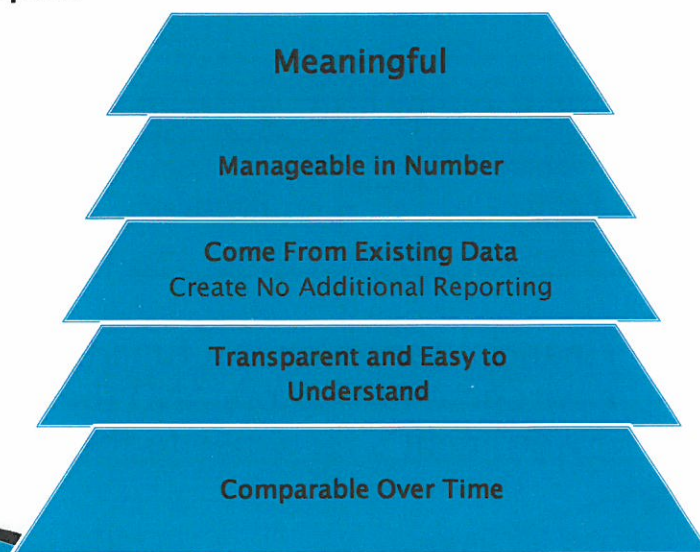 Meaningful
Manageable in Number
Come From Existing Data
Create No Additional Reporting
Transparent and Easy to
Understand
Comparable Over Time